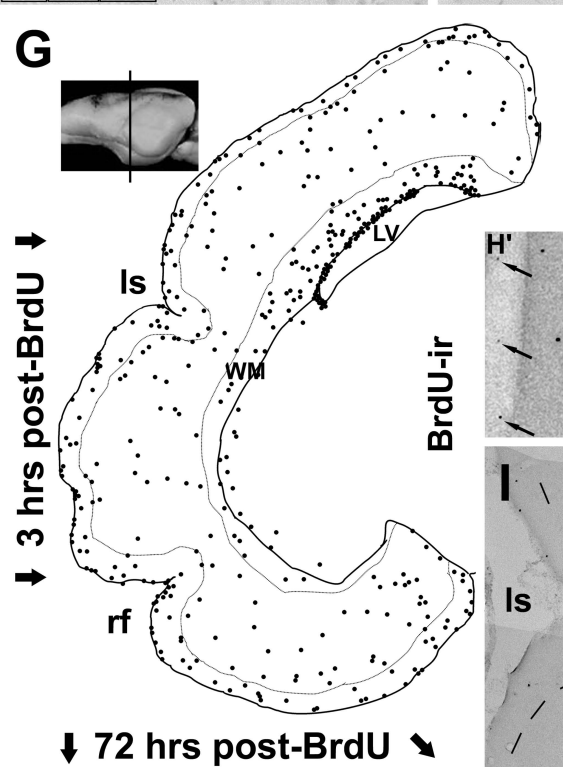 G
LV
H'
ls
WM
3 hrs post-BrdU
BrdU-ir
I
ls
rf
72 hrs post-BrdU